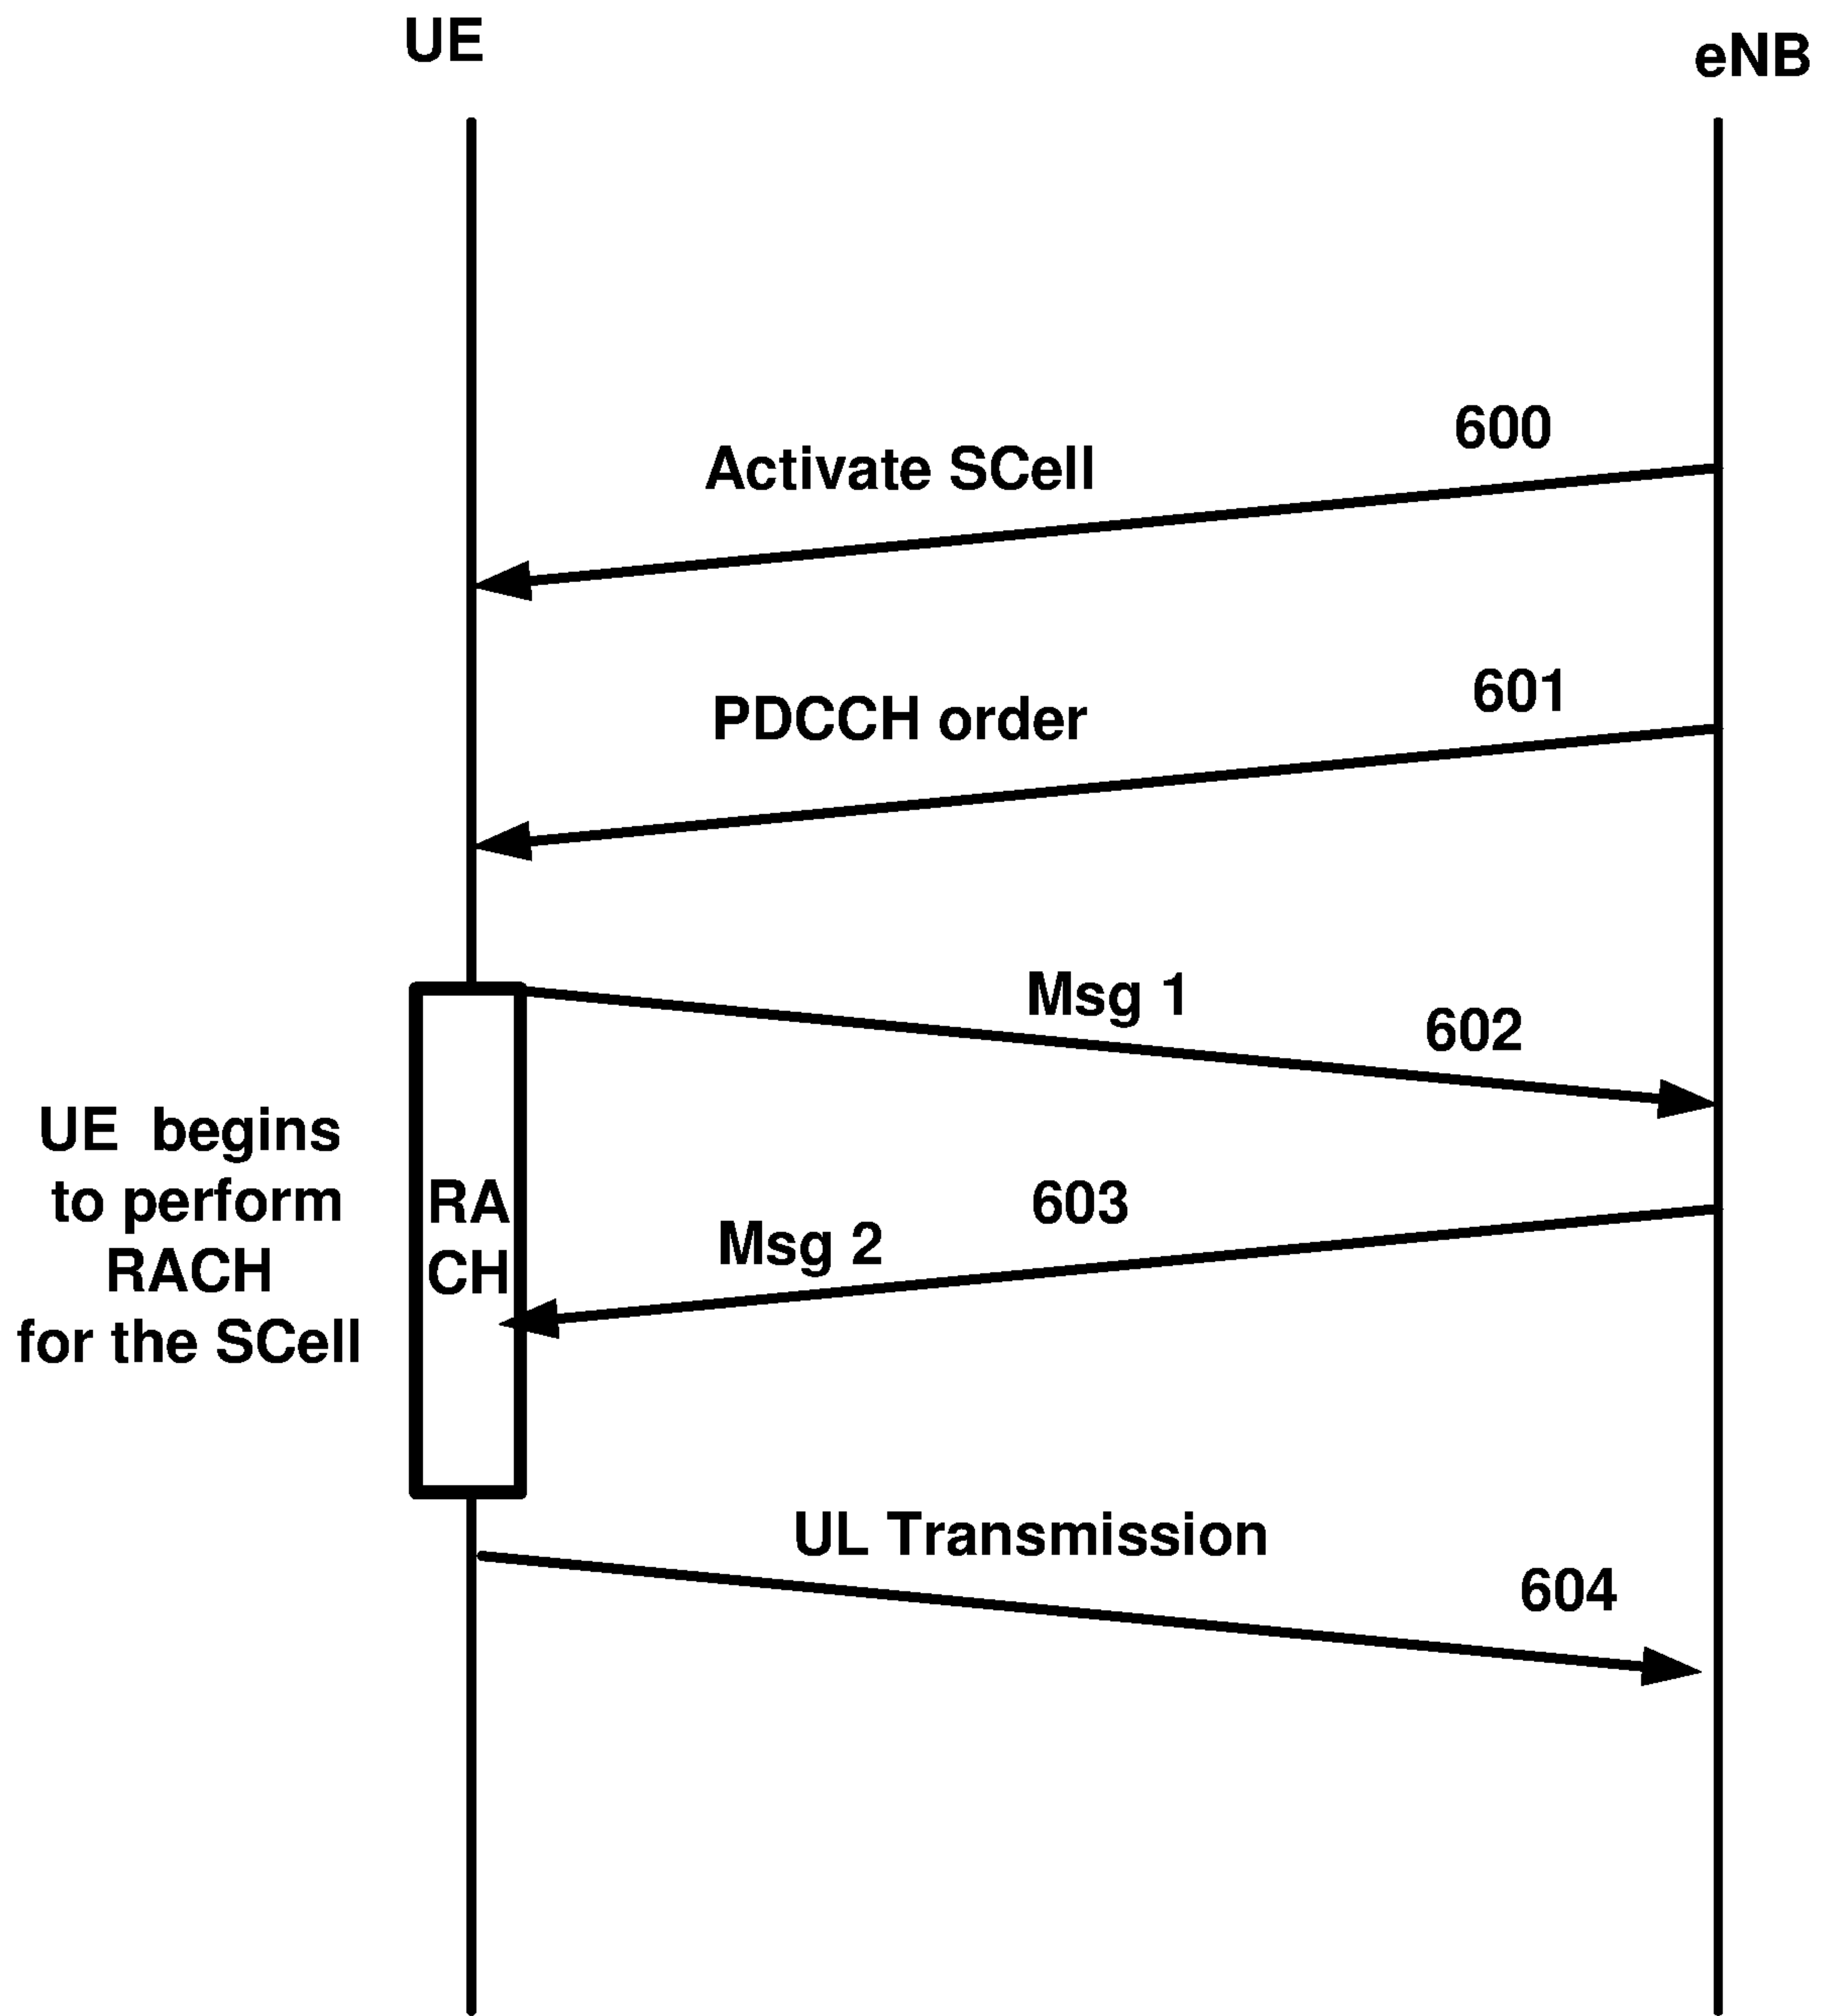 UE
eNB
600
Activate SCell
601
PDCCH order
Msg 1
602
UE begins
to perform
RACH
for the SCell
RA
CH
603
Msg 2
UL Transmission
604